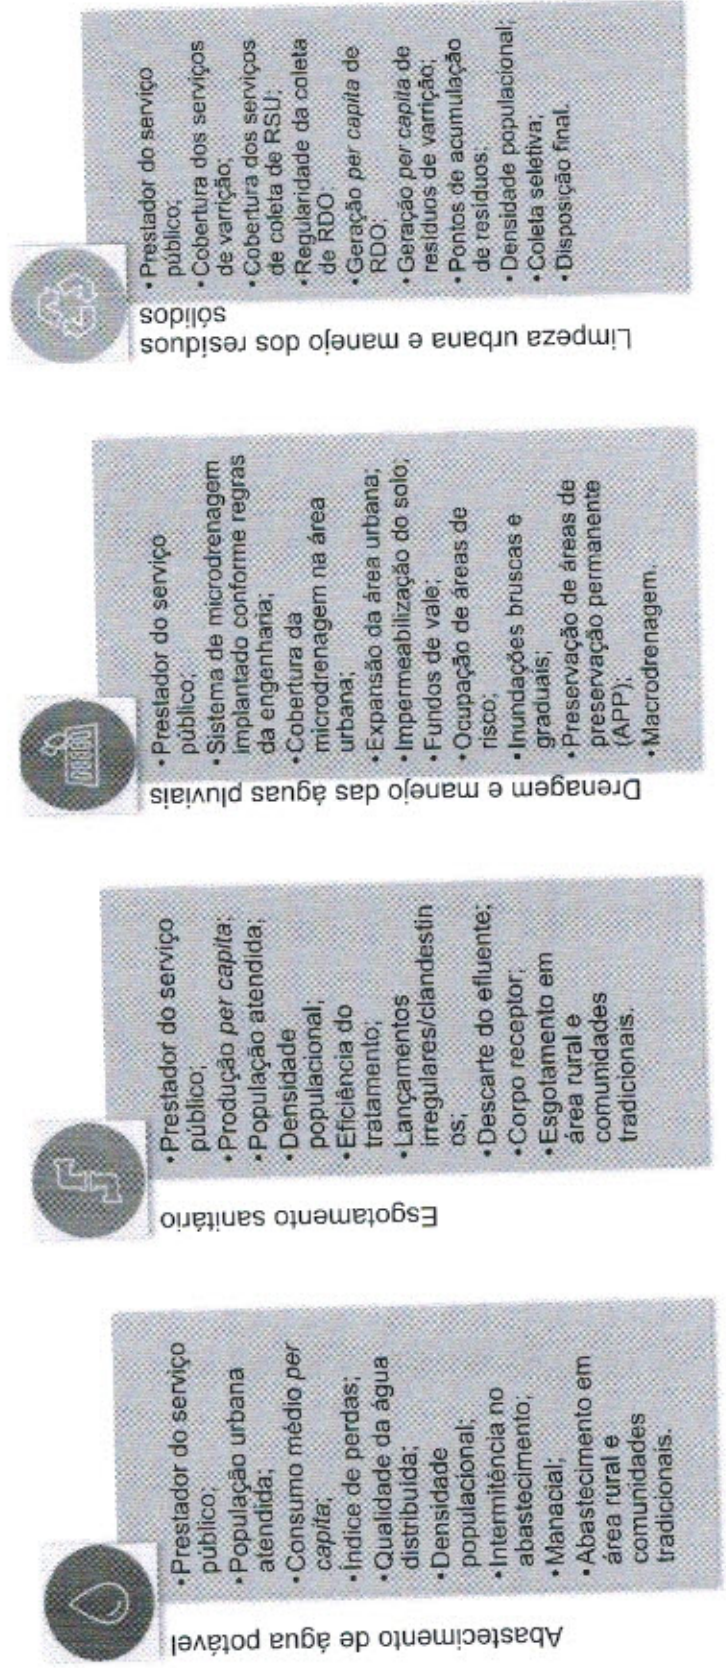 Abastecimento de água potável
•Prestador do serviço
público;
•População urbana
atendida;
•Consumo médio per
capita;
•Índice de perdas;
•Qualidade da água
distribuída;
•Densidade
populacional;
•Intermitência no
abastecimento;
•Manacial;
•Abastecimento em
área rural e
comunidades
tradicionais.
Esgotamento sanitário
•Prestador do serviço
público;
•Produção per capita;
•População atendida;
•Densidade
populacional;
•Eficiência do
tratamento;
•Lançamentos
irregulares/clandestin
os;
•Descarte do efluente;
•Corpo receptor;
•Esgotamento em
área rural e
comunidades
tradicionais.
Drenagem e manejo das águas pluviais
•Prestador do serviço
público;
•Sistema de microdrenagem
implantado conforme regras
da engenharia;
•Cobertura da
microdrenagem na área
urbana;
•Expansão da área urbana;
•Impermeabilização do solo;
•Fundos de vale;
•Ocupação de áreas de
risco;
•Inundações bruscas e
graduais;
•Preservação de áreas de
preservação permanente
(APP);
•Macrodrenagem.
Limpeza urbana e manejo dos resíduos
sólidos
•Prestador do serviço
público;
•Cobertura dos serviços
de varrição;
•Cobertura dos serviços
de coleta de RSU;
•Regularidade da coleta
de RDO;
•Geração per capita de
RDO;
•Geração per capita de
resíduos de varrição;
•Pontos de acumulação
de resíduos;
•Densidade populacional;
•Coleta seletiva;
•Disposição final.